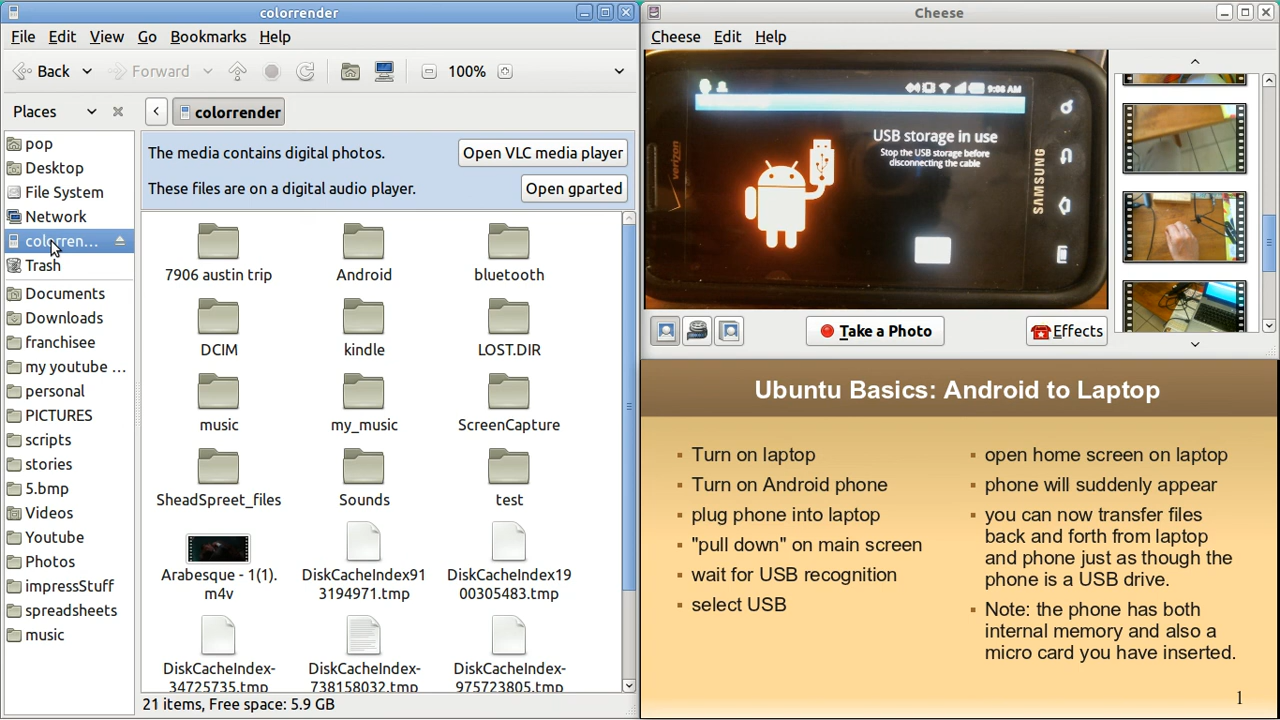 colorrender
File Edit View Go Bookmarks Help
Back Forward 100%
Places colorrender
pop
Desktop
File System
Network
colorren...
Trash
Documents
Downloads
franchisee
my youtube ...
personal
PICTURES
scripts
stories
5.bmp
Videos
Youtube
Photos
impressStuff
spreadsheets
music
The media contains digital photos. Open VLC media player
These files are on a digital audio player. Open gparted
7906 austin trip Android bluetooth
DCIM kindle LOST.DIR
music my_music ScreenCapture
SheadSpreet_files Sounds test
Arabesque - 1(1).
m4v
DiskCacheIndex91
3194971.tmp
DiskCacheIndex19
00305483.tmp
DiskCacheIndex-
34725735.tmp
DiskCacheIndex-
738158032.tmp
DiskCacheIndex-
975723805.tmp
21 items, Free space: 5.9 GB
Cheese
Cheese Edit Help
verizon
9:06 AM
USB storage in use
Stop the USB storage before
disconnecting the cable
SAMSUNG
Take a Photo Effects
Ubuntu Basics: Android to Laptop
Turn on laptop
Turn on Android phone
plug phone into laptop
"pull down" on main screen
wait for USB recognition
select USB
open home screen on laptop
phone will suddenly appear
you can now transfer files
back and forth from laptop
and phone just as though the
phone is a USB drive.
Note: the phone has both
internal memory and also a
micro card you have inserted.
1